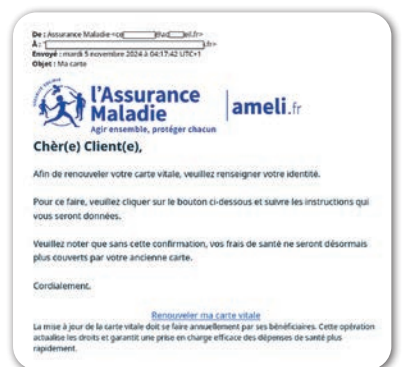 De : Assurance Maladie <ce
À :
Envoyé : mardi 5 novembre 2024 à 04:17:42 UTC+1
Objet : Ma carte
l'Assurance
Maladie
Agir ensemble, protéger chacun
ameli.fr
Chèr(e) Client(e),
Afin de renouveler votre carte vitale, veuillez renseigner votre identité.
Pour ce faire, veuillez cliquer sur le bouton ci-dessous et suivre les instructions qui
vous seront données.
Veuillez noter que sans cette confirmation, vos frais de santé ne seront désormais
plus couverts par votre ancienne carte.
Cordialement.
Renouveler ma carte vitale
La mise à jour de la carte vitale doit se faire annuellement par ses bénéficiaires. Cette opération
actualise les droits et garantit une prise en charge efficace des dépenses de santé plus
rapidement.